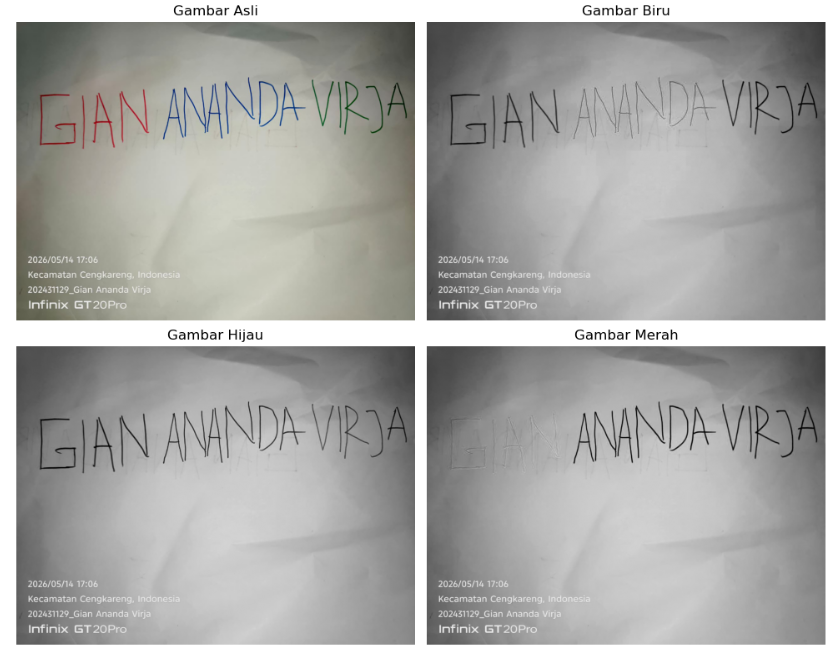 Gambar Asli
GIAN ANANDA VIRJA
2026/05/14 17:06
Kecamatan Cengkareng, Indonesia
202431129_Gian Ananda Virja
Infinix GT20Pro
Gambar Biru
GIAN ANANDA VIRJA
2026/05/14 17:06
Kecamatan Cengkareng, Indonesia
202431129_Gian Ananda Virja
Infinix GT20Pro
Gambar Hijau
GIAN ANANDA VIRJA
2026/05/14 17:06
Kecamatan Cengkareng, Indonesia
202431129_Gian Ananda Virja
Infinix GT20Pro
Gambar Merah
GIAN ANANDA VIRJA
2026/05/14 17:06
Kecamatan Cengkareng, Indonesia
202431129_Gian Ananda Virja
Infinix GT20Pro